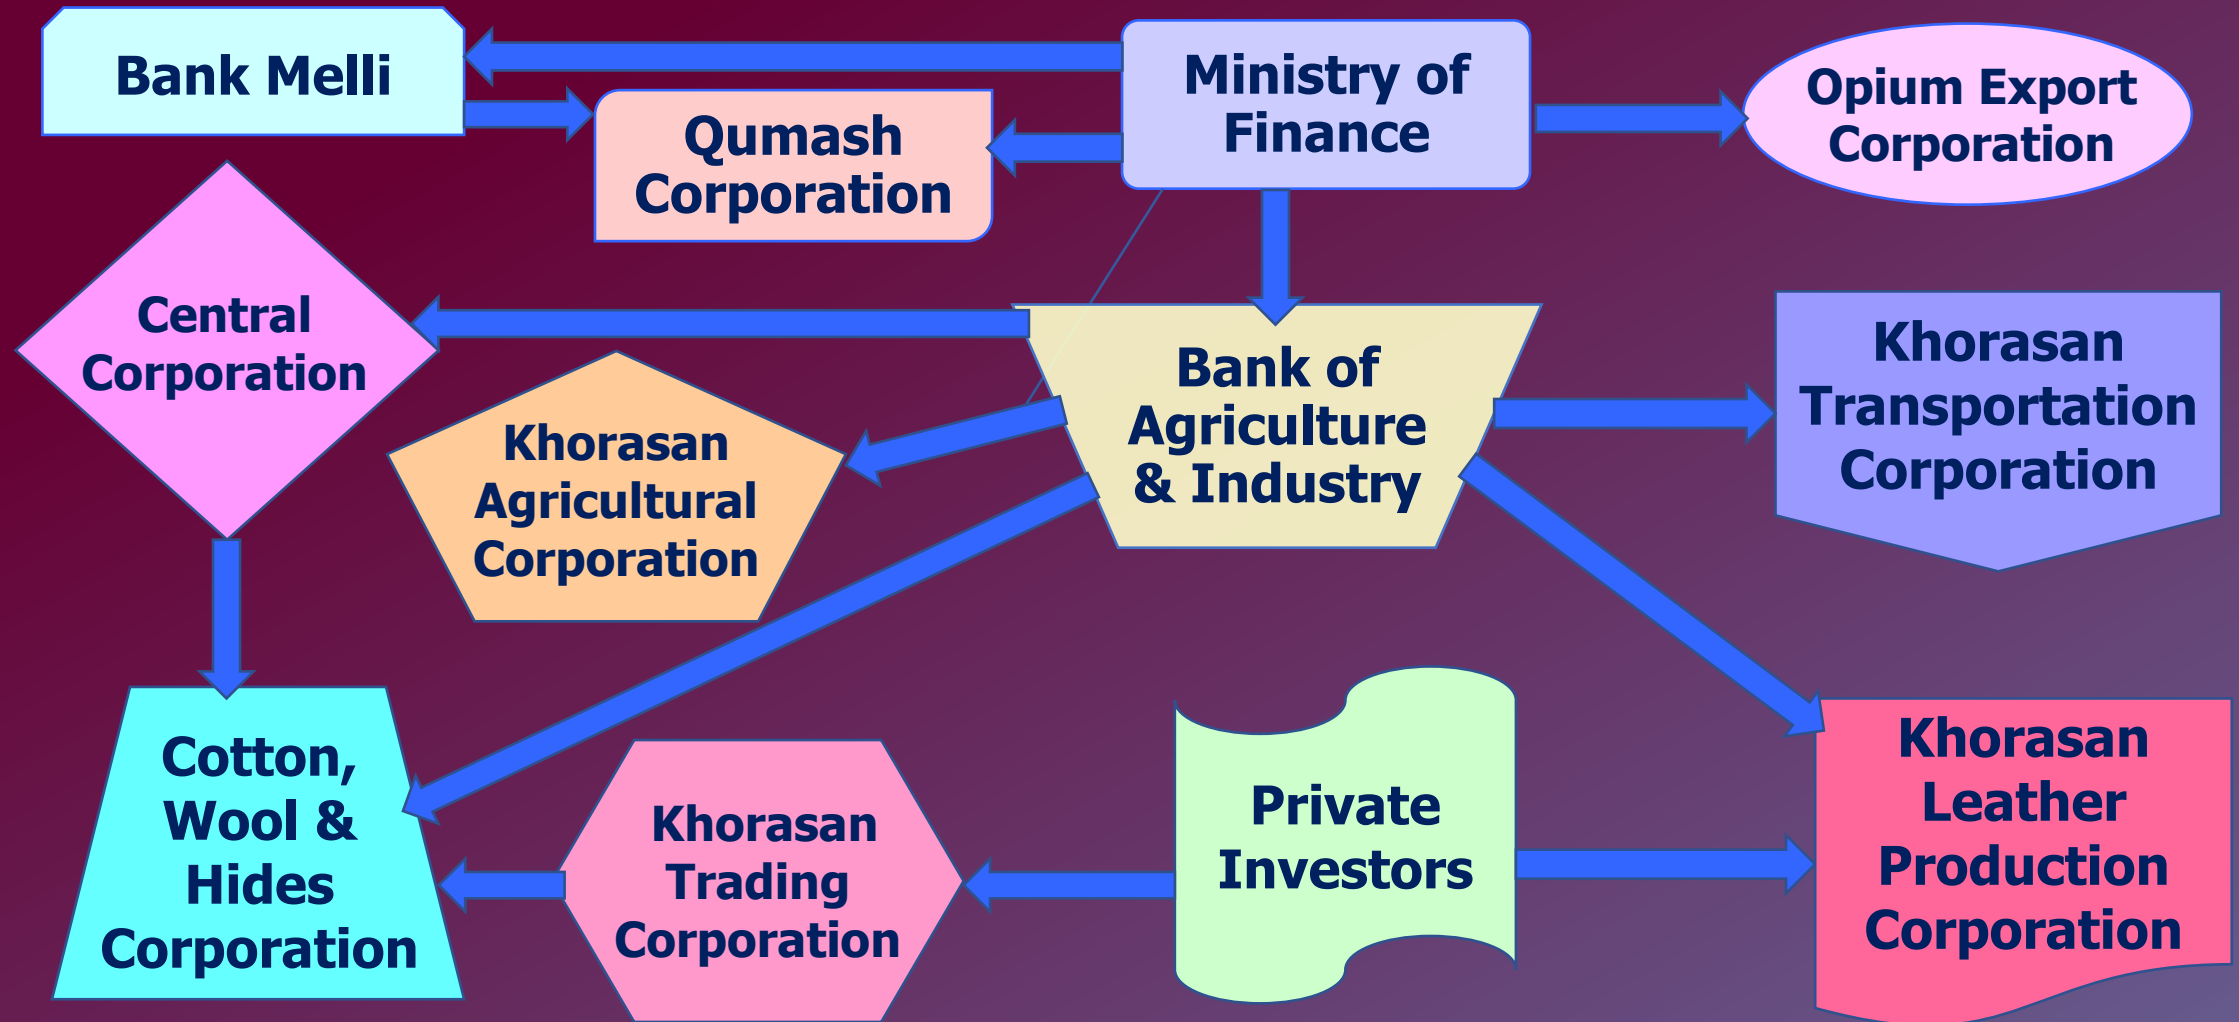 Bank Melli
Ministry of
Finance
Opium Export
Corporation
Qumash
Corporation
Central
Corporation
Khorasan
Agricultural
Corporation
Bank of
Agriculture
& Industry
Khorasan
Transportation
Corporation
Cotton,
Wool &
Hides
Corporation
Khorasan
Trading
Corporation
Private
Investors
Khorasan
Leather
Production
Corporation